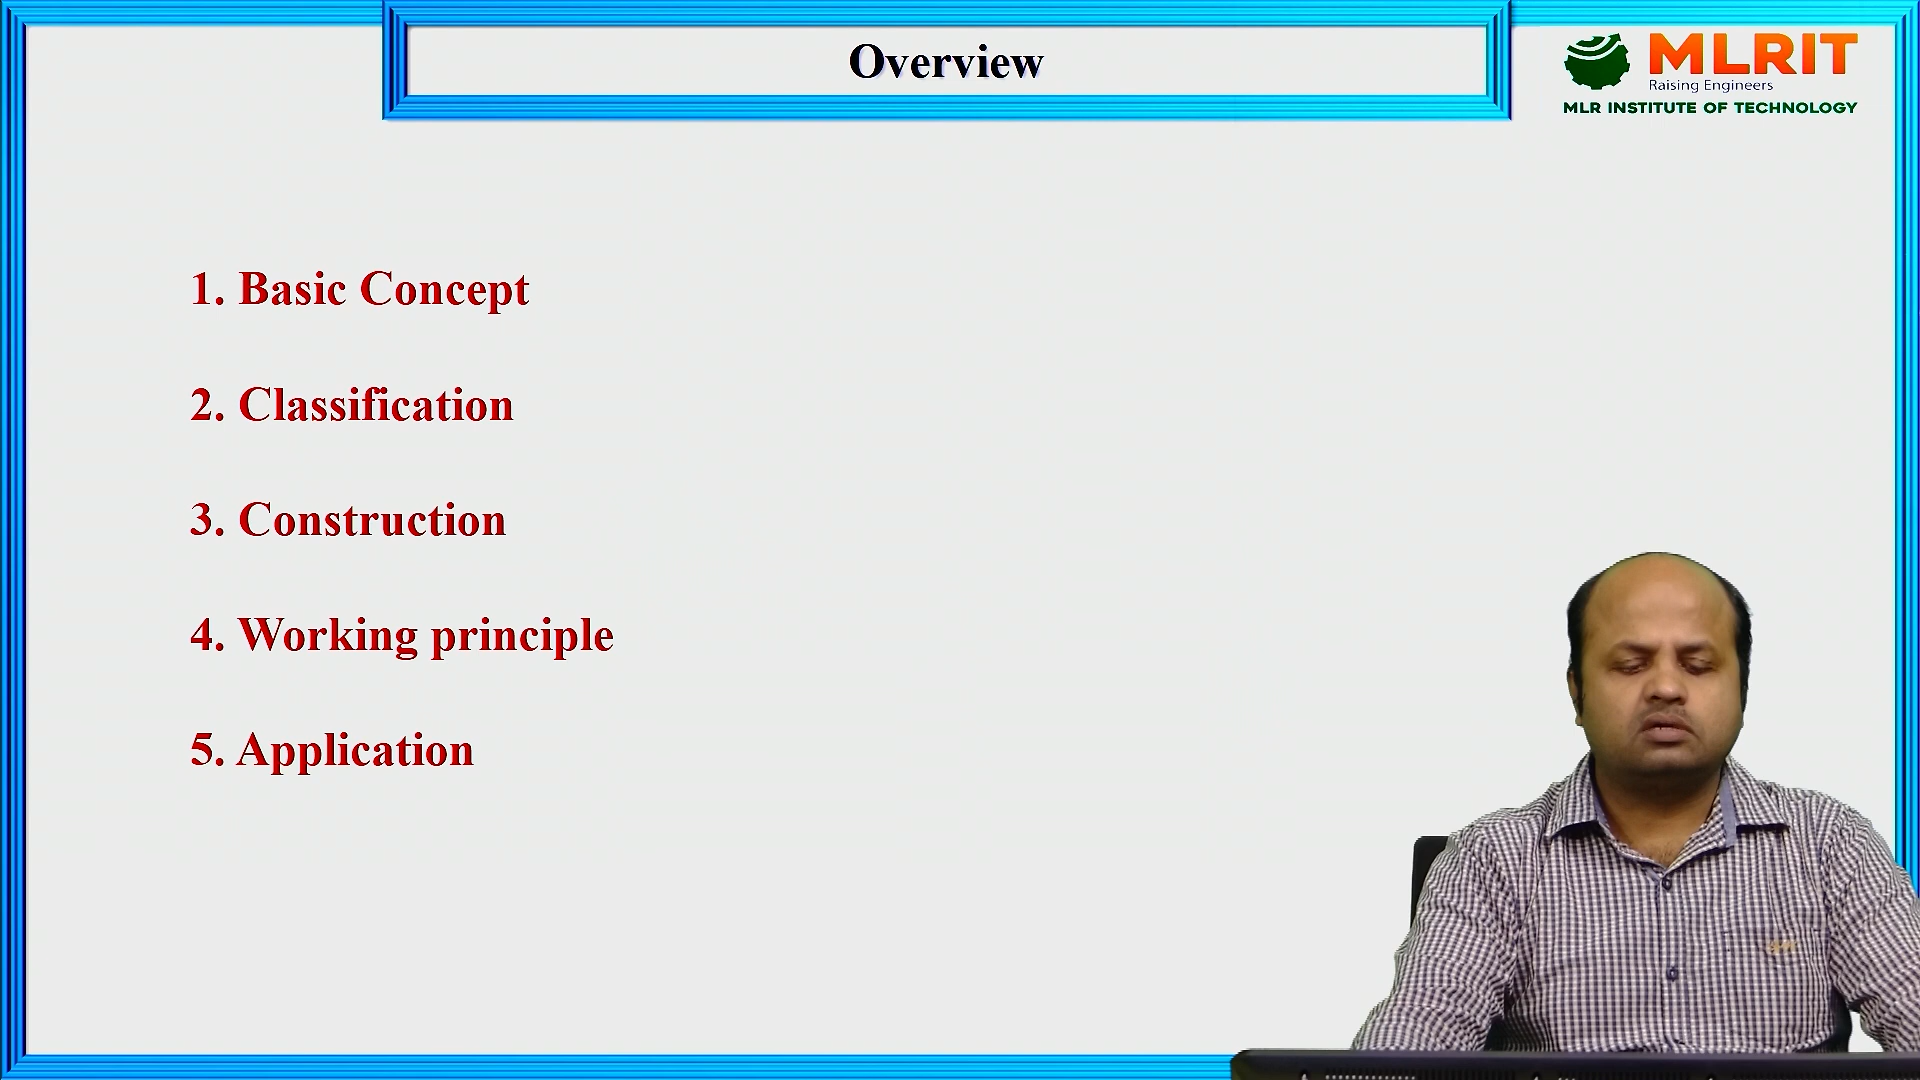 Overview
MLRIT
Raising Engineers
MLR INSTITUTE OF TECHNOLOGY
1. Basic Concept
2. Classification
3. Construction
4. Working principle
5. Application